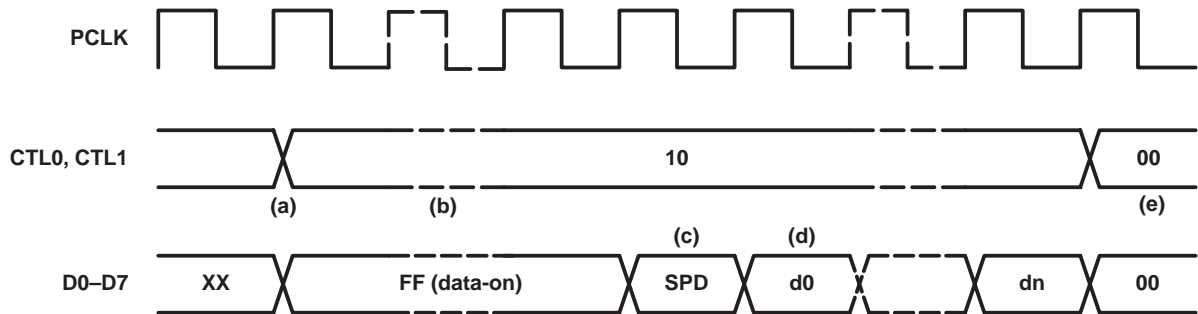 PCLK
CTL0, CTL1
10
00
(a)
(b)
(e)
(c)
(d)
D0–D7
XX
FF (data-on)
SPD
d0
dn
00